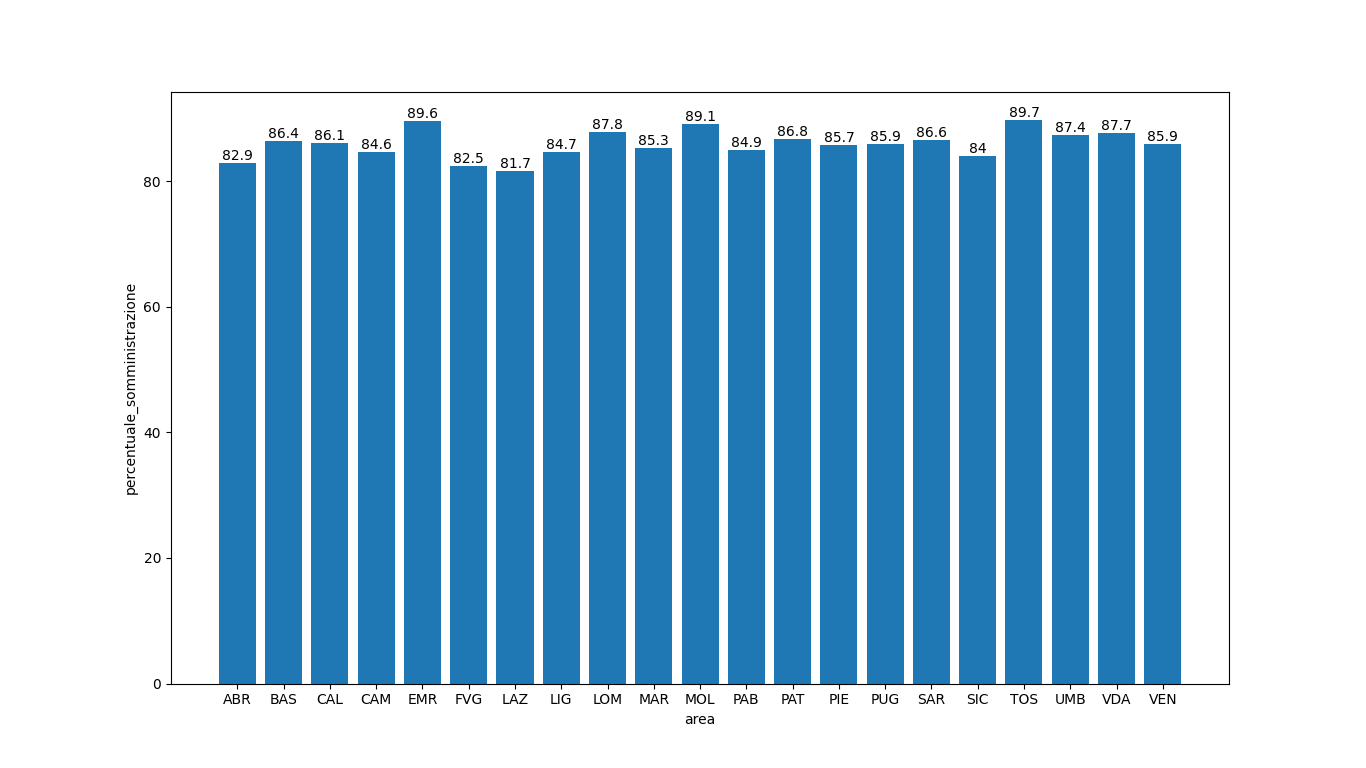 82.9 86.4 86.1 84.6 89.6 82.5 81.7 84.7 87.8 85.3 89.1 84.9 86.8 85.7 85.9 86.6 84 89.7 87.4 87.7 85.9
percentuale_somministrazione
80
60
40
20
0
ABR BAS CAL CAM EMR FVG LAZ LIG LOM MAR MOL PAB PAT PIE PUG SAR SIC TOS UMB VDA VEN
area